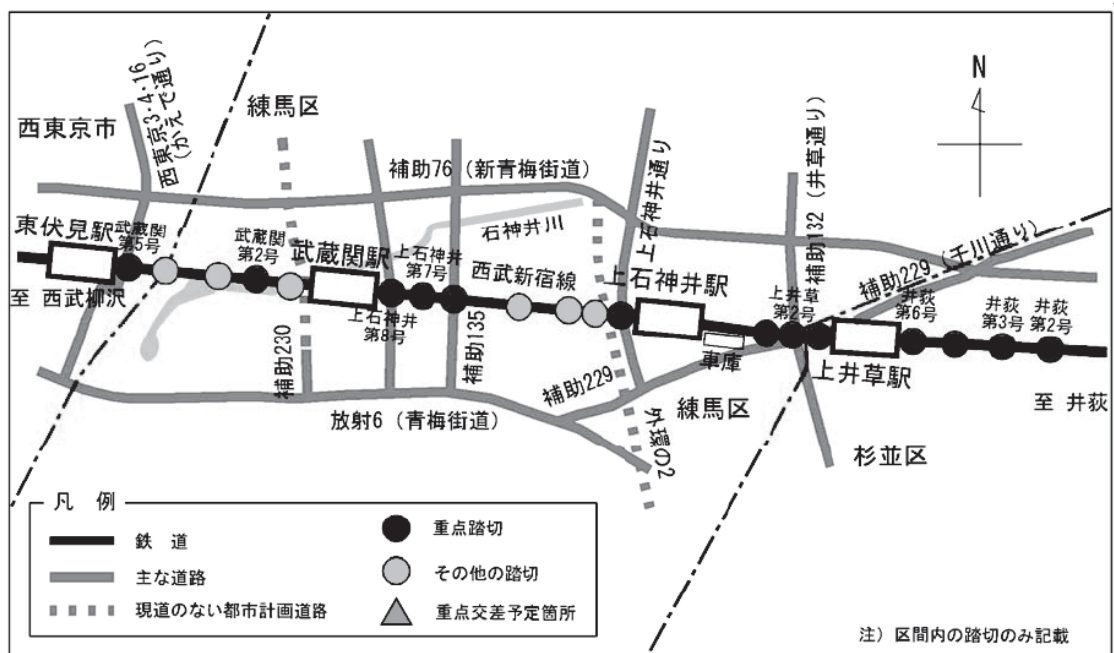 N
西東京市
西東京3・4・16
(かえで通り)
練馬区
補助76 (新青梅街道)
上石神井通り
補助132 (井草通り)
石神井川
東伏見駅
武蔵関
第5号
武蔵関
第2号
武蔵関駅
上石神井
第7号
西武新宿線
上石神井駅
補助229 (千川通り)
至 西武柳沢
上石神井
第8号
補助135
補助230
車庫
上井草
第2号
上井草駅
井荻
第6号
井荻
第3号
井荻
第2号
至 井荻
放射6 (青梅街道)
補助229
外環の2
練馬区
杉並区
凡 例
鉄 道
主な道路
現道のない都市計画道路
重点踏切
その他の踏切
重点交差予定箇所
注) 区間内の踏切のみ記載